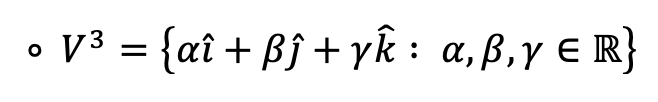 ∘ V³ = {αî + βĵ + γk̂ : α, β, γ ∈ ℝ}